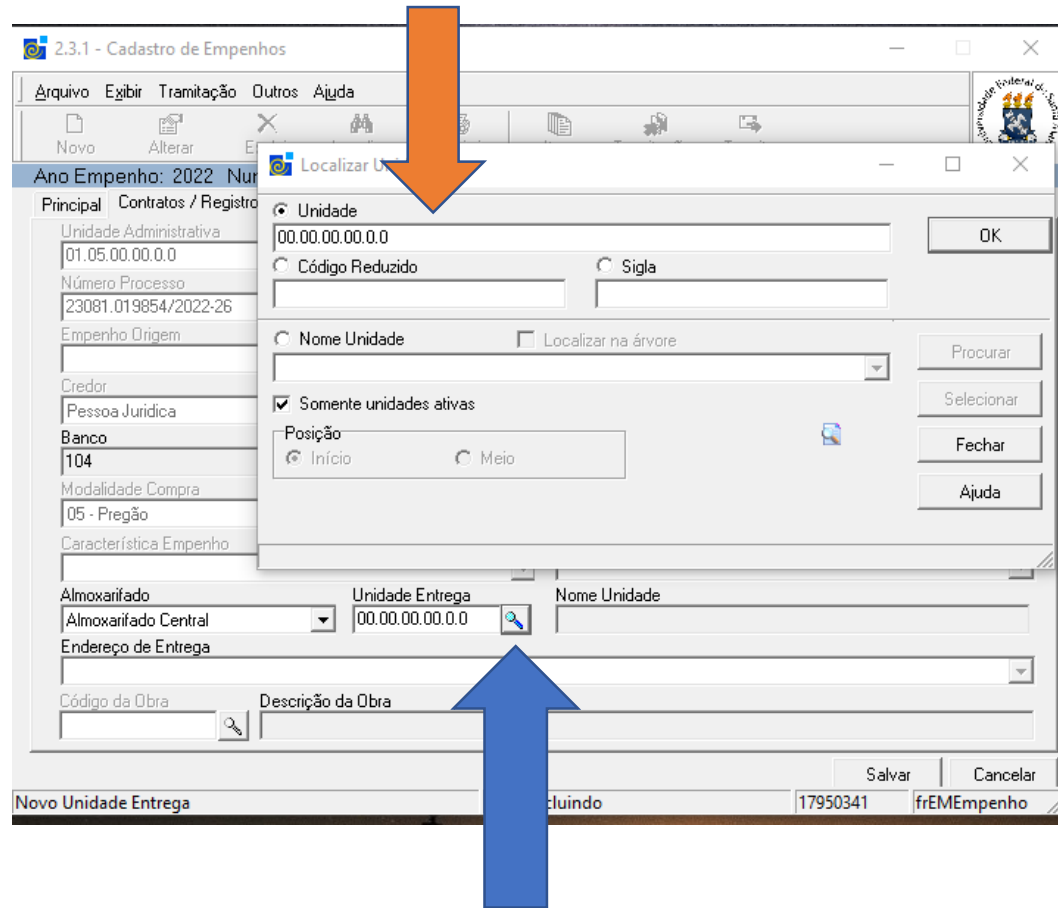 2.3.1 - Cadastro de Empenhos
Arquivo Exibir Tramitação Outros Ajuda
Novo Alterar
Ano Empenho: 2022
Localizar
Principal Contratos / Registro
Unidade Administrativa
01.05.00.00.0.0
Número Processo
23081.019854/2022-26
Empenho Origem
Credor
Pessoa Juridica
Banco
104
Modalidade Compra
05 - Pregão
Característica Empenho
Unidade
00.00.00.00.0.0
OK
Código Reduzido Sigla
Nome Unidade Localizar na árvore
Procurar
Selecionar
Somente unidades ativas
Posição
Início Meio
Fechar
Ajuda
Almoxarifado Unidade Entrega Nome Unidade
Almoxarifado Central 00.00.00.00.0.0
Endereço de Entrega
Código da Obra Descrição da Obra
Salvar Cancelar
Novo Unidade Entrega cluindo 17950341 frEMEmpenho